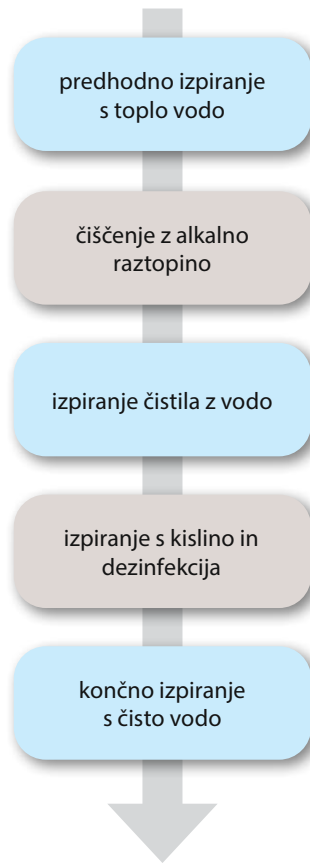 predhodno izpiranje
s toplo vodo
čiščenje z alkalno
raztopino
izpiranje čistila z vodo
izpiranje s kislino in
dezinfekcija
končno izpiranje
s čisto vodo